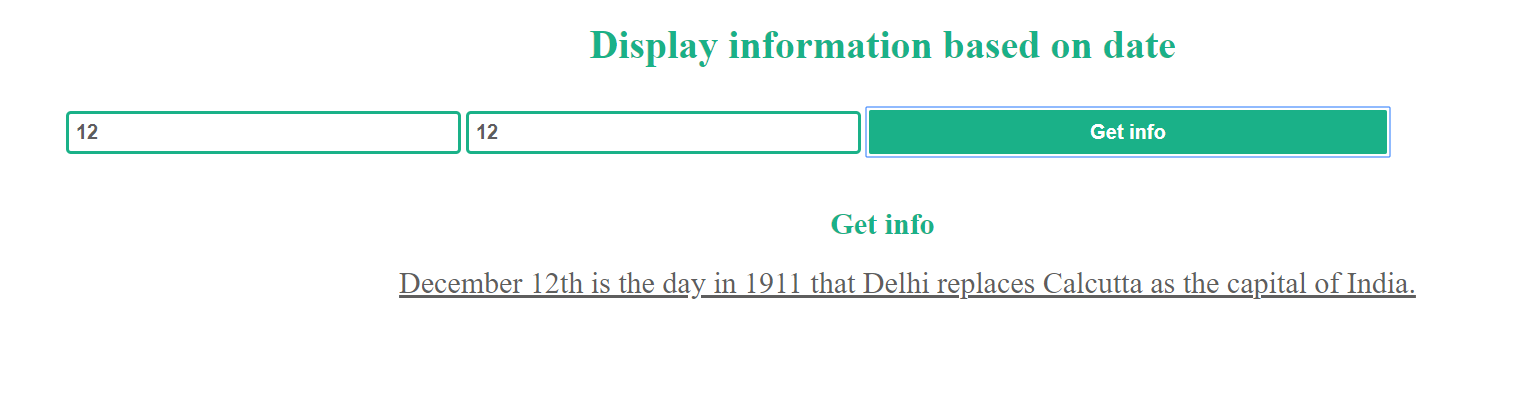 Display information based on date
12 12 Get info
Get info
December 12th is the day in 1911 that Delhi replaces Calcutta as the capital of India.